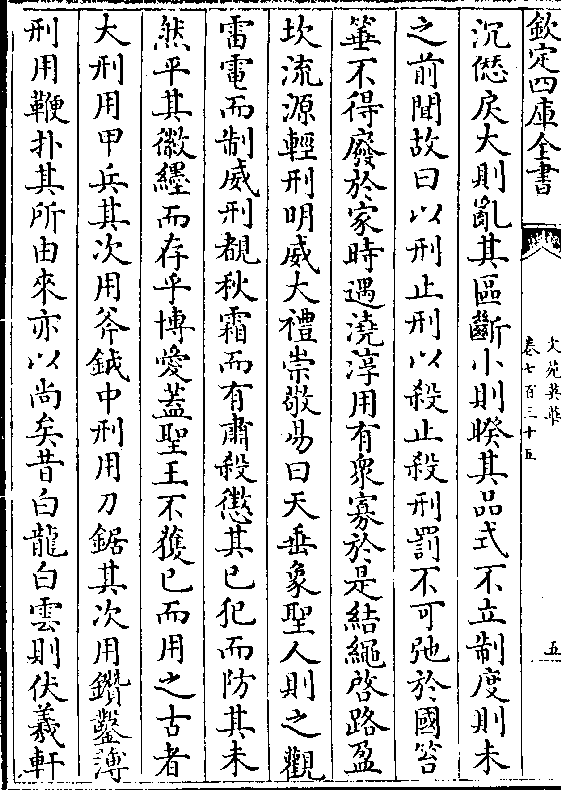 欽定四庫全書
文苑英華
卷七百三十五
五
沉愆戾大則亂其區斷小則睽其品式不立制度則未
之前聞故曰以刑止刑以殺止殺刑罰不可弛於國笞
箠不得廢於家時遇澆淳用有衆寡於是結繩啓路盈
坎流源輕刑明威大禮崇敬易曰天垂象聖人則之觀
雷電而制威刑覩秋霜而有肅殺懲其已犯而防其未
然平其徽纆而存乎博愛蓋聖王不獲已而用之古者
大刑用甲兵其次用斧鉞中刑用刀鋸其次用鑽鑿薄
刑用鞭扑其所由來亦以尚矣昔白龍白雲則伏羲軒